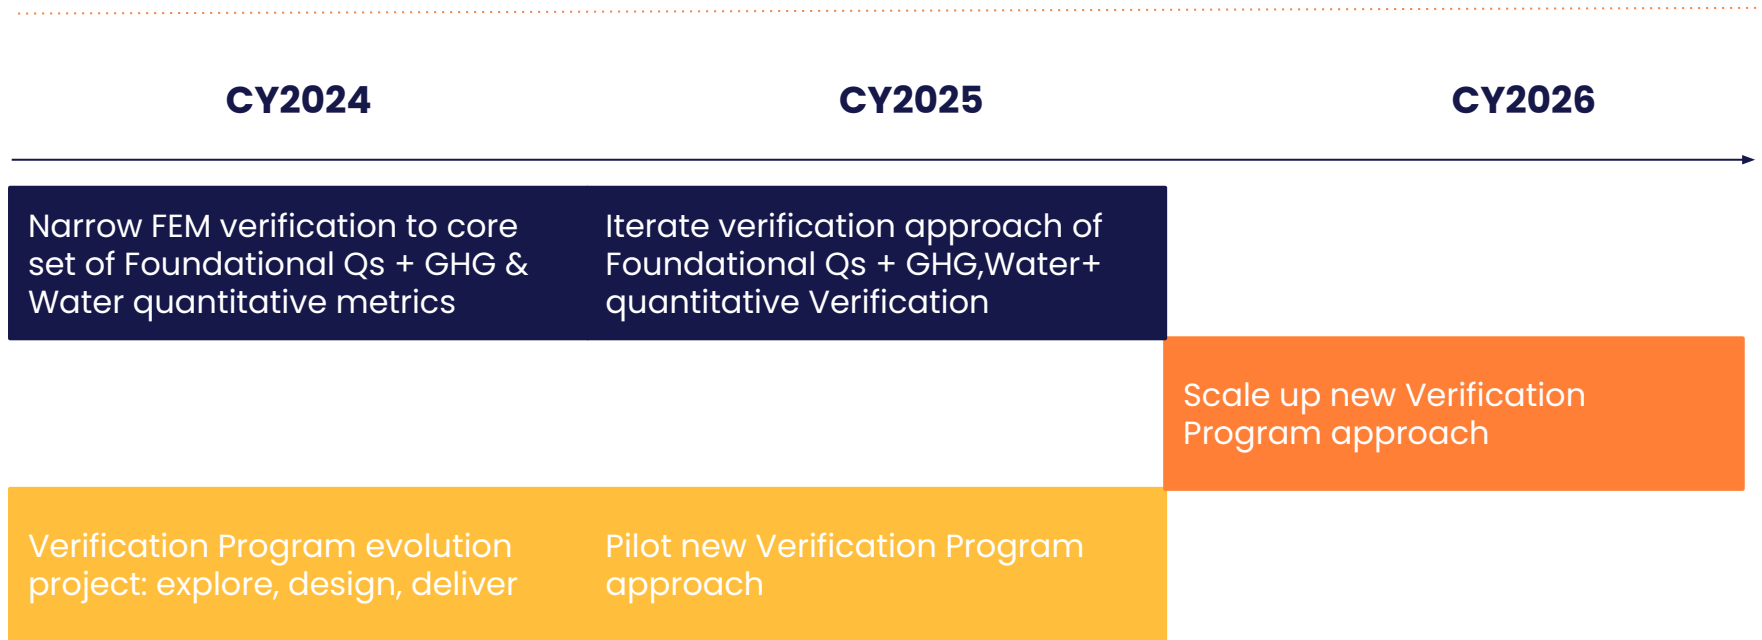 CY2024
CY2025
CY2026
Narrow FEM verification to core
set of Foundational Qs + GHG &
Water quantitative metrics
Iterate verification approach of
Foundational Qs + GHG,Water+
quantitative Verification
Scale up new Verification
Program approach
Verification Program evolution
project: explore, design, deliver
Pilot new Verification Program
approach